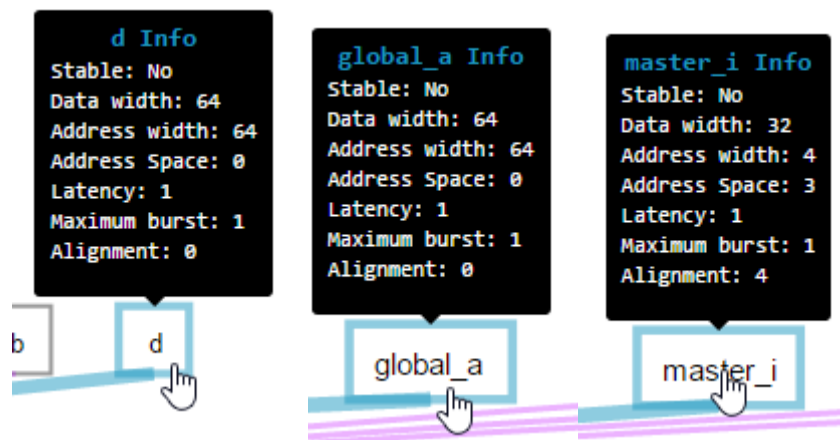 d Info
Stable: No
Data width: 64
Address width: 64
Address Space: 0
Latency: 1
Maximum burst: 1
Alignment: 0
b
d
global_a Info
Stable: No
Data width: 64
Address width: 64
Address Space: 0
Latency: 1
Maximum burst: 1
Alignment: 0
global_a
master_i Info
Stable: No
Data width: 32
Address width: 4
Address Space: 3
Latency: 1
Maximum burst: 1
Alignment: 4
master_i